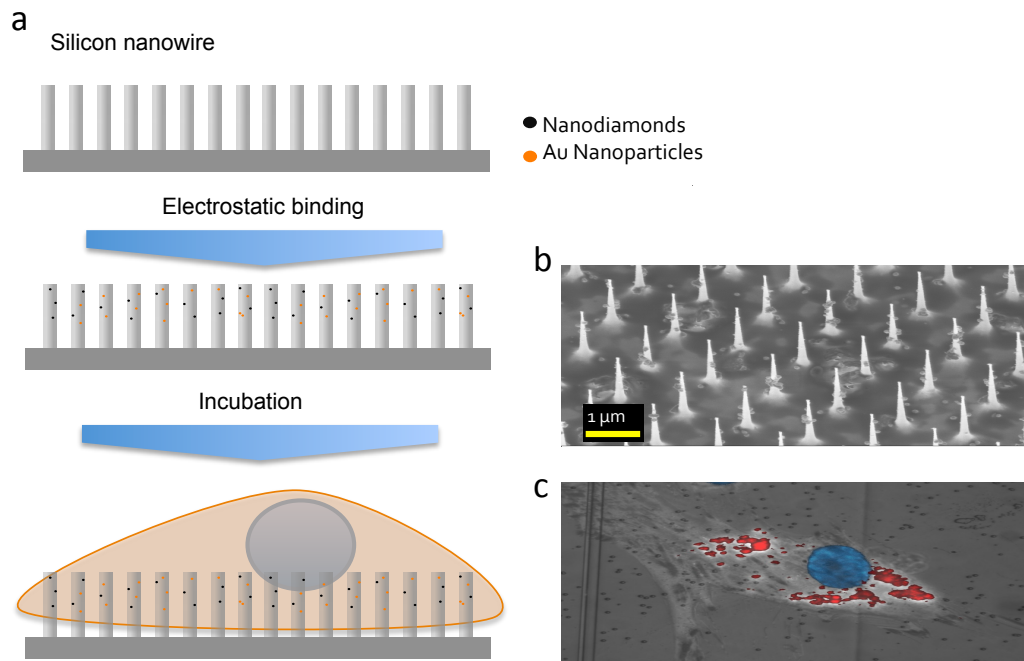 a
Silicon nanowire
Nanodiamonds
Au Nanoparticles
Electrostatic binding
Incubation
b
1 μm
c